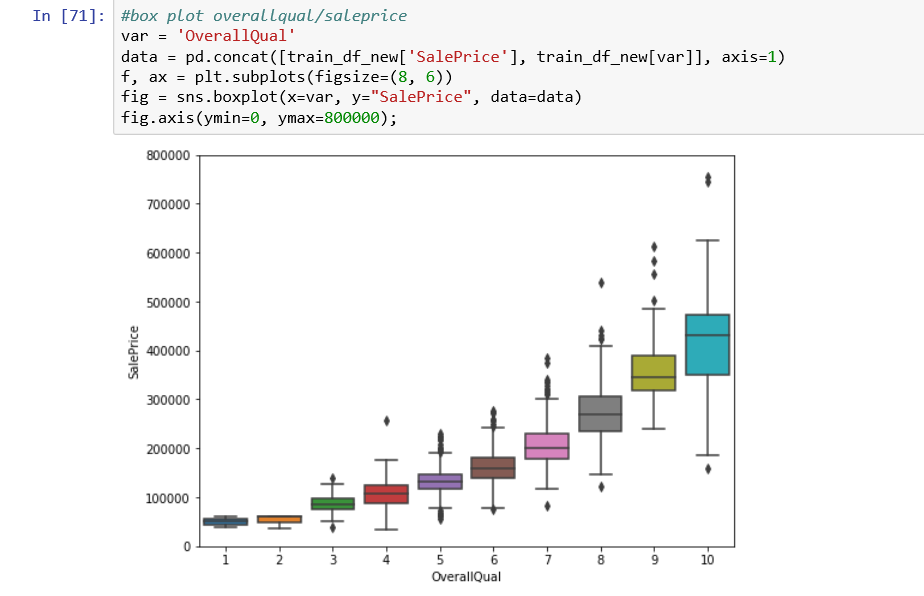 In [71]: #box plot overallqual/saleprice
var = 'OverallQual'
data = pd.concat([train_df_new['SalePrice'], train_df_new[var]], axis=1)
f, ax = plt.subplots(figsize=(8, 6))
fig = sns.boxplot(x=var, y="SalePrice", data=data)
fig.axis(ymin=0, ymax=800000);
800000
700000
600000
500000
400000
300000
200000
100000
0
SalePrice
1 2 3 4 5 6 7 8 9 10
OverallQual